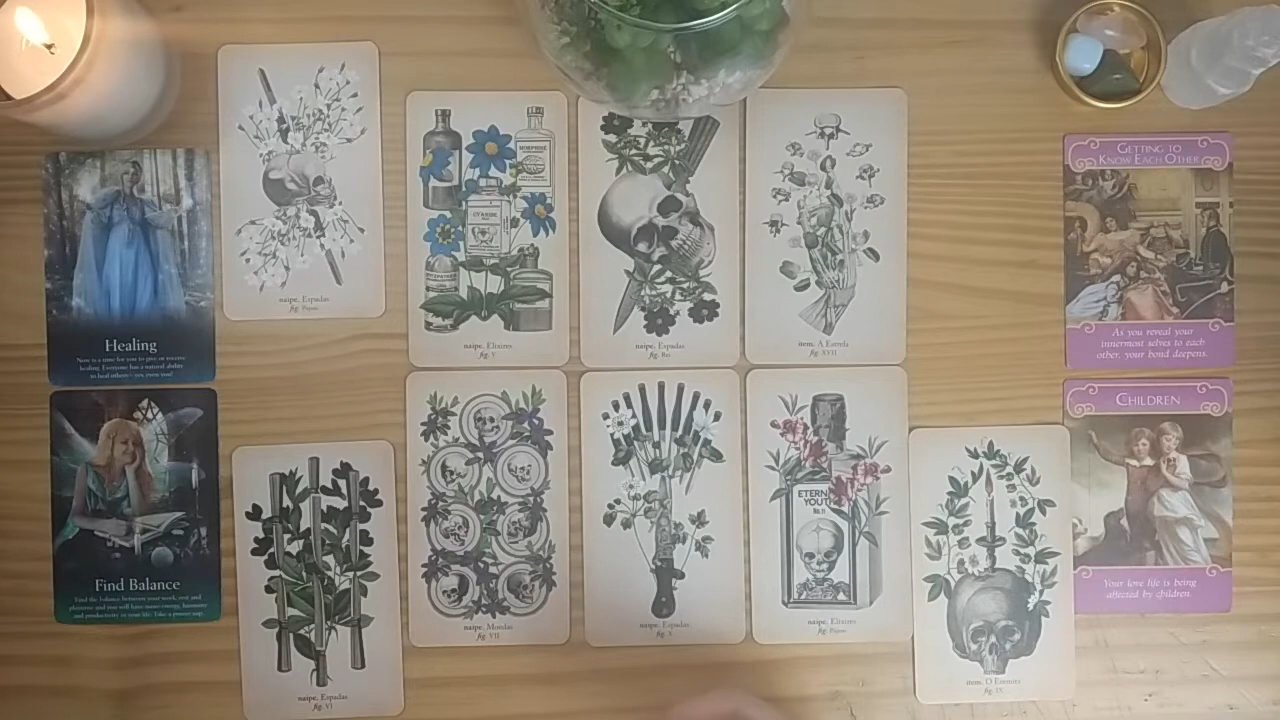 Healing
Now is a time for you to give or receive
healing. Everyone has a natural ability
to heal others—yes, even you!
Find Balance
Find the balance between your work, rest and
playtime and you will have more energy, harmony
and productivity in your life. Take a power nap.
naipe, Espadas
fig. Pajem
naipe, Espadas
fig. VI
MORPHINE
CYANIDE
naipe, Elixires
fig. V
naipe, Moedas
fig. VII
naipe, Espadas
fig. Rei
naipe, Espadas
fig. X
item, A Estrela
fig. XVII
ETERN
YOUT
naipe, Elixires
fig. Pajem
item, O Eremita
fig. IX
GETTING TO
KNOW EACH OTHER
As you reveal your
innermost selves to each
other, your bond deepens.
CHILDREN
Your love life is being
affected by children.